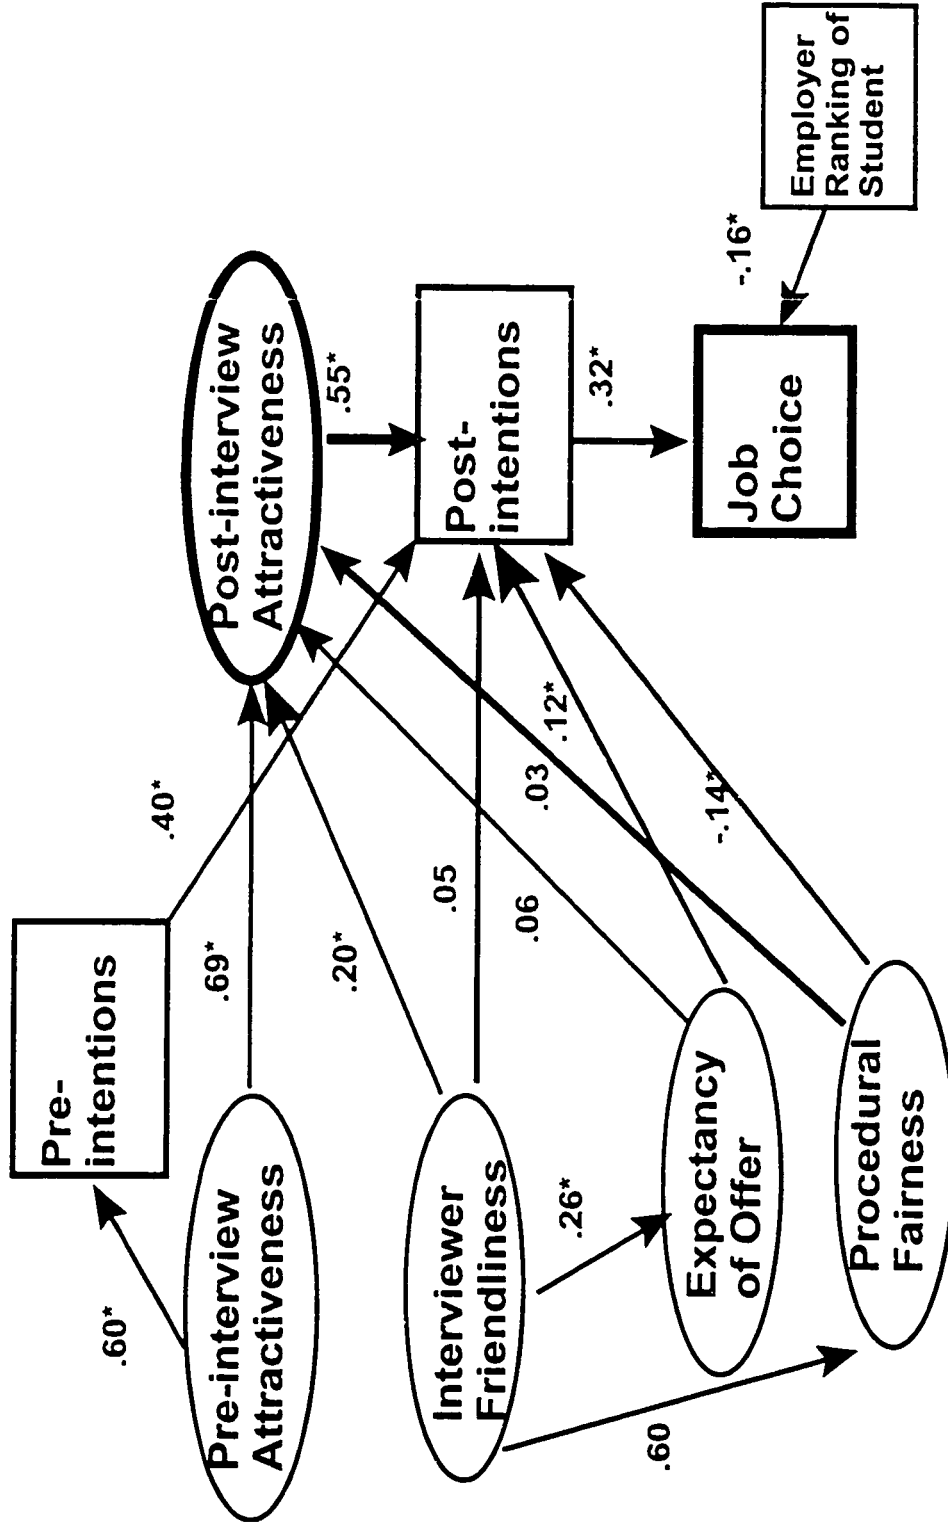 Pre-
intentions
.60*
.40*
Pre-interview
Attractiveness
.69*
Post-interview
Attractiveness
.20*
.55*
Interviewer
Friendliness
.05
Post-
intentions
.26*
.06
.03
.12*
.32*
Expectancy
of Offer
-.14*
Job
Choice
-.16*
.60
Procedural
Fairness
Employer
Ranking of
Student